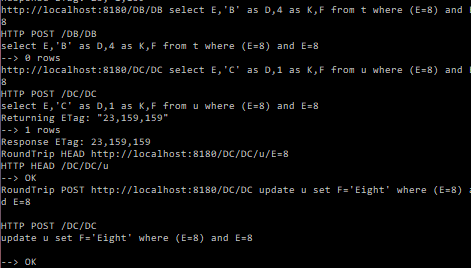 http://localhost:8180/DB/DB select E,'B' as D,4 as K,F from t where (E=8) and E
8
HTTP POST /DB/DB
select E,'B' as D,4 as K,F from t where (E=8) and E=8
--> 0 rows
http://localhost:8180/DC/DC select E,'C' as D,1 as K,F from u where (E=8) and E
8
HTTP POST /DC/DC
select E,'C' as D,1 as K,F from u where (E=8) and E=8
Returning ETag: "23,159,159"
--> 1 rows
Response ETag: 23,159,159
RoundTrip HEAD http://localhost:8180/DC/DC/u/E=8
HTTP HEAD /DC/DC/u
--> OK
RoundTrip POST http://localhost:8180/DC/DC update u set F='Eight' where (E=8) a
d E=8
HTTP POST /DC/DC
update u set F='Eight' where (E=8) and E=8
--> OK